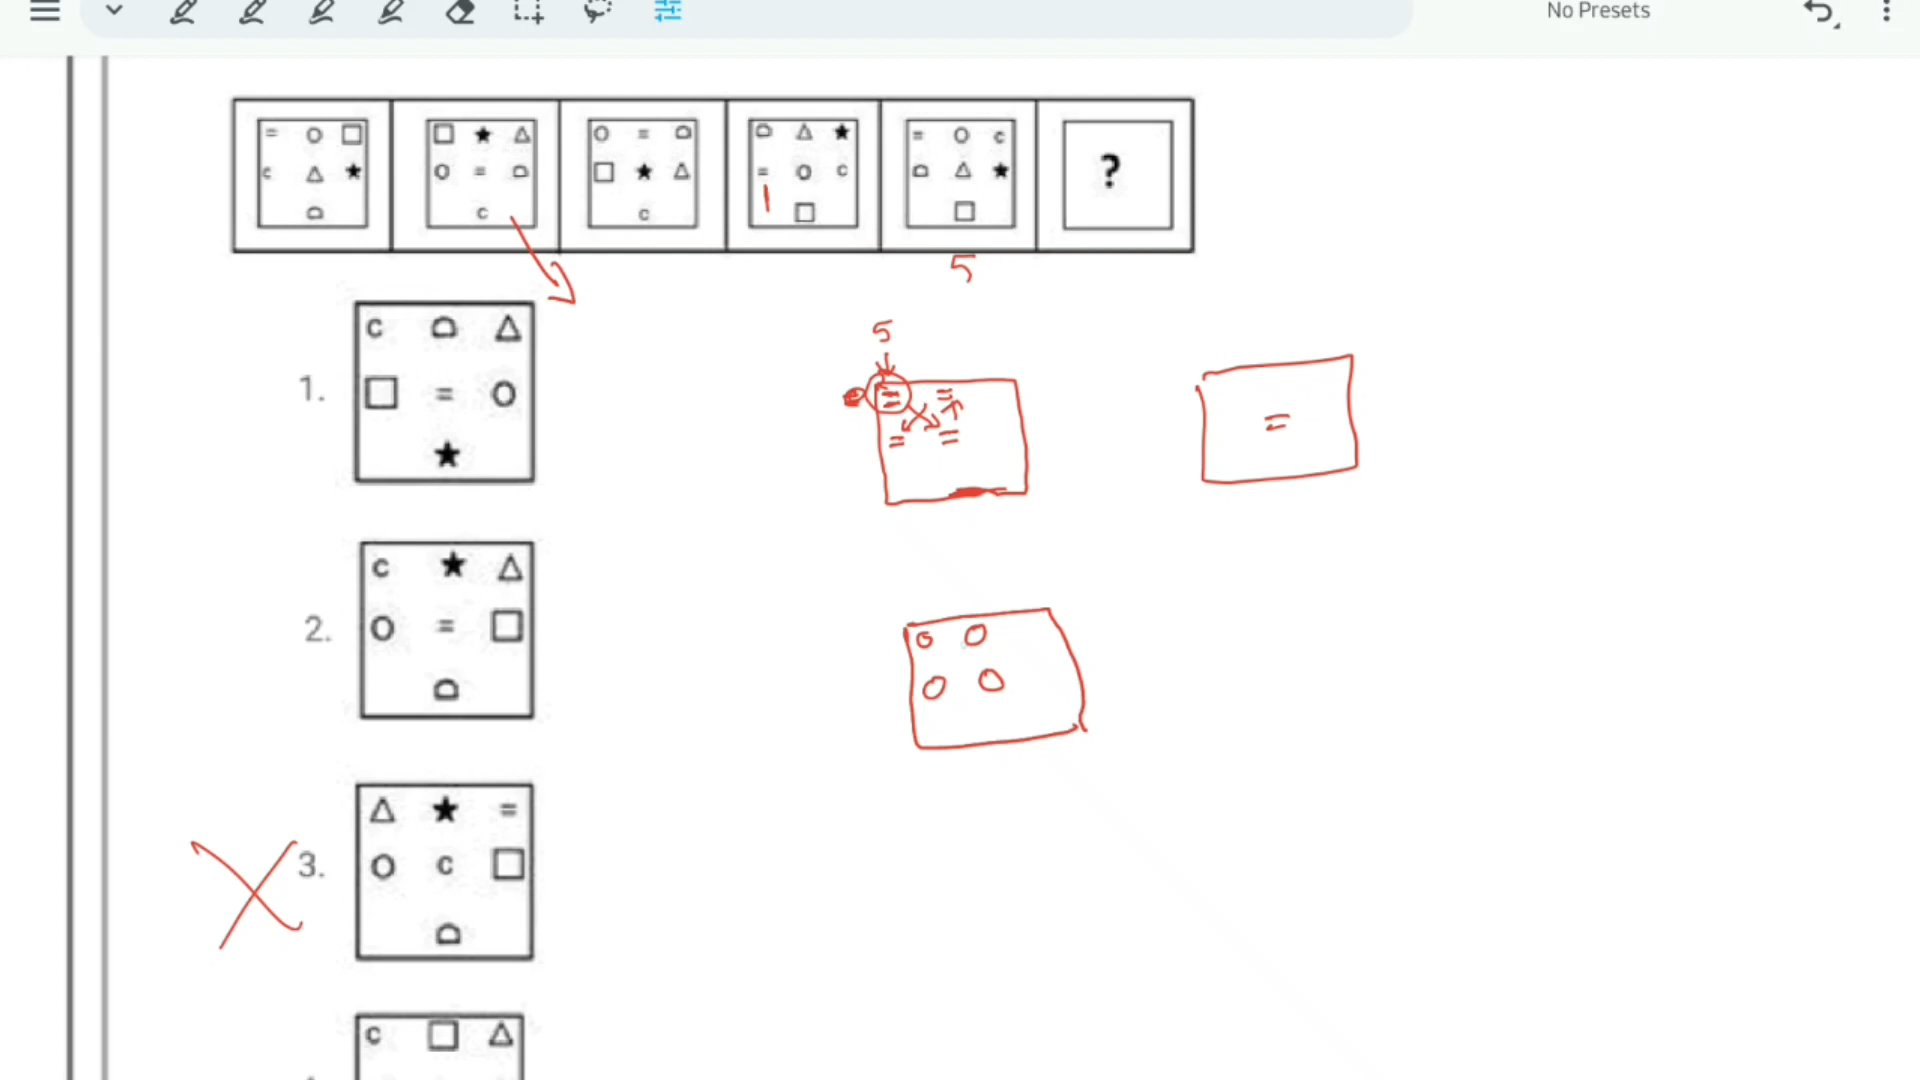 No Presets
= O □ □ ★ △ O = D D △ ★ = O c ?
c △ ★ O = D □ ★ △ = O c D △ ★
D c c □ □
5
5
1. c D △
□ = O
★
= =
= =
=
2. c ★ △
O = □
D
O O
O O
3. △ ★ =
O c □
D
c □ △